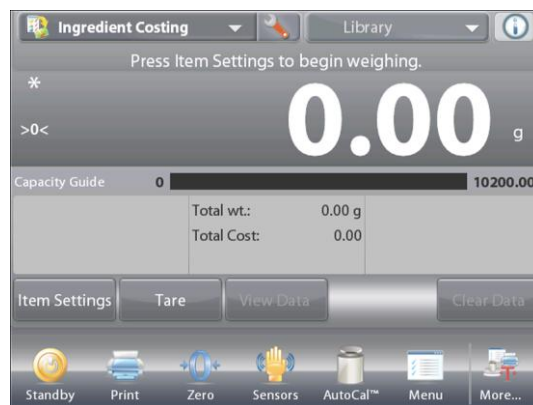 Ingredient Costing
Library
Press Item Settings to begin weighing.
*
>0<
0.00 g
Capacity Guide 0 10200.00
Total wt.: 0.00 g
Total Cost: 0.00
Item Settings Tare View Data Clear Data
Standby Print Zero Sensors AutoCal™ Menu More...